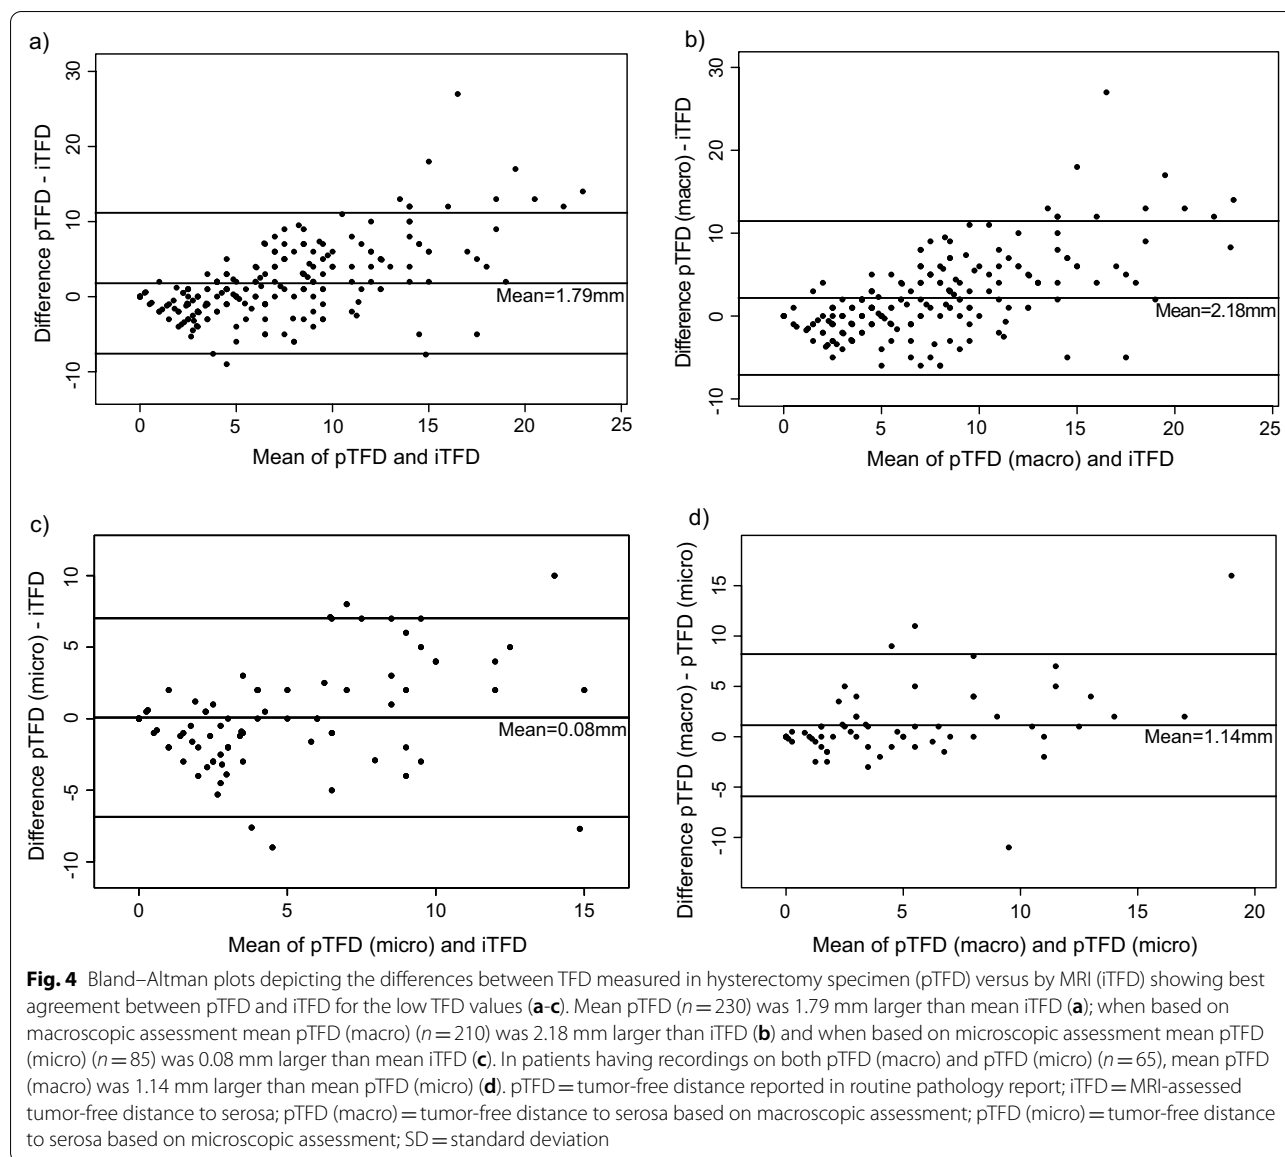 a)
30
20
10
0
-10
Difference pTFD - iTFD
Mean=1.79mm
0 5 10 15 20 25
Mean of pTFD and iTFD
b)
30
20
10
0
-10
Difference pTFD (macro) - iTFD
Mean=2.18mm
0 5 10 15 20 25
Mean of pTFD (macro) and iTFD
c)
10
5
0
-5
-10
Difference pTFD (micro) - iTFD
Mean=0.08mm
0 5 10 15
Mean of pTFD (micro) and iTFD
d)
15
10
5
0
-5
-10
Difference pTFD (macro) - pTFD (micro)
Mean=1.14mm
0 5 10 15 20
Mean of pTFD (macro) and pTFD (micro)
Fig. 4 Bland–Altman plots depicting the differences between TFD measured in hysterectomy specimen (pTFD) versus by MRI (iTFD) showing best
agreement between pTFD and iTFD for the low TFD values (a-c). Mean pTFD (n = 230) was 1.79 mm larger than mean iTFD (a); when based on
macroscopic assessment mean pTFD (macro) (n = 210) was 2.18 mm larger than iTFD (b) and when based on microscopic assessment mean pTFD
(micro) (n = 85) was 0.08 mm larger than mean iTFD (c). In patients having recordings on both pTFD (macro) and pTFD (micro) (n = 65), mean pTFD
(macro) was 1.14 mm larger than mean pTFD (micro) (d). pTFD = tumor-free distance reported in routine pathology report; iTFD = MRI-assessed
tumor-free distance to serosa; pTFD (macro) = tumor-free distance to serosa based on macroscopic assessment; pTFD (micro) = tumor-free distance
to serosa based on microscopic assessment; SD = standard deviation